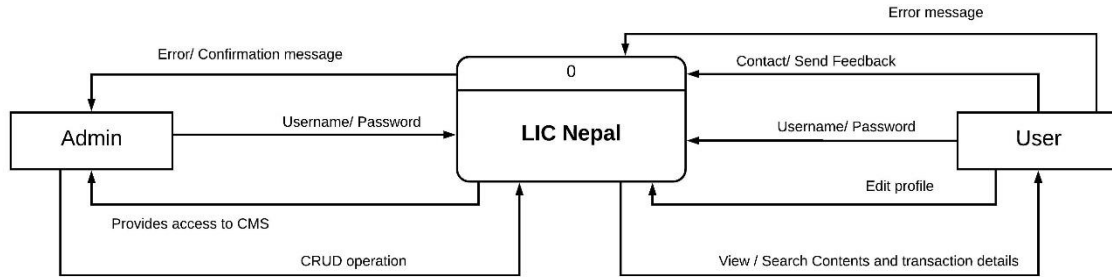 Error message
Error/ Confirmation message
Contact/ Send Feedback
0
Admin
Username/ Password
LIC Nepal
Username/ Password
User
Edit profile
Provides access to CMS
CRUD operation
View / Search Contents and transaction details